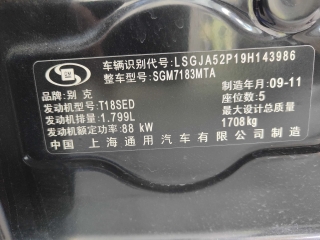 车辆识别代号:LSGJA52P19H143986
整车型号:SGM7183MTA
品牌:别克 制造年月:09-11
发动机型号:T18SED 座位数:5
发动机排量:1.799L 最大设计总质量
发动机额定功率:88 kW 1708kg
中国 上海通用汽车有限公司制造